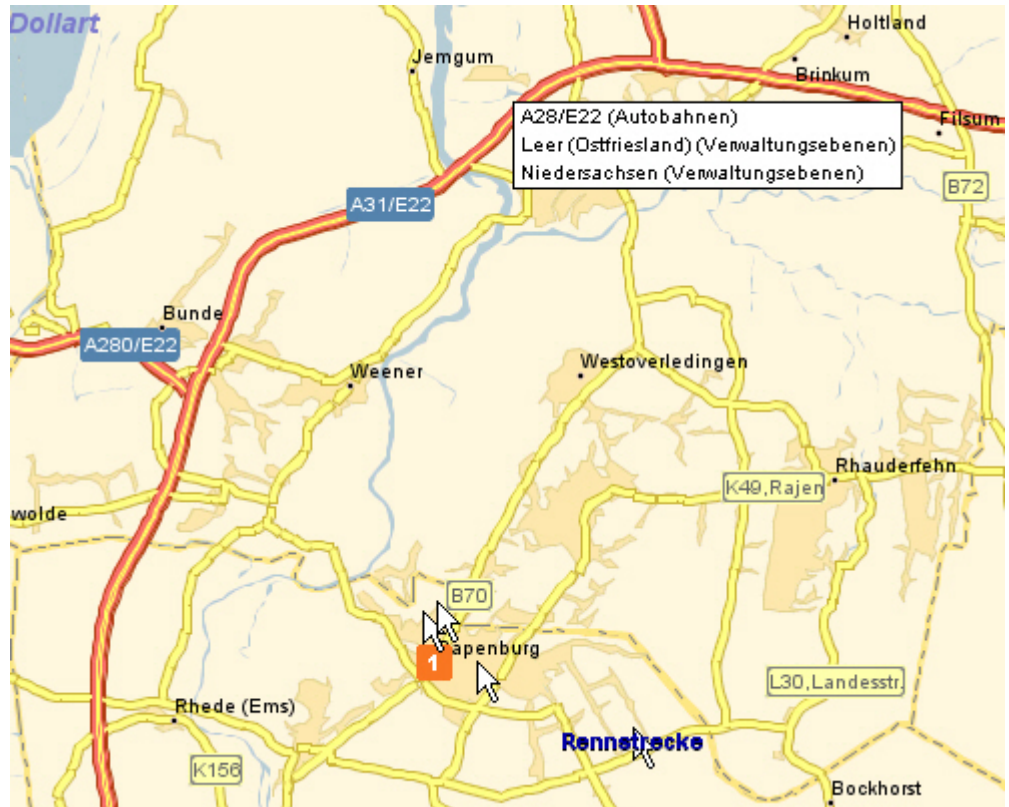 Dollart
Holtland
Jemgum
Brinkum
A28/E22 (Autobahnen)
Leer (Ostfriesland) (Verwaltungsebenen)
Niedersachsen (Verwaltungsebenen)
Filsum
B72
A31/E22
Bunde
A280/E22
Weener
Westoverledingen
Rhauderfehn
K49,Rajen
wolde
B70
apenburg
1
L30,Landesstr.
Rhede (Ems)
Rennstrecke
K156
Bockhorst